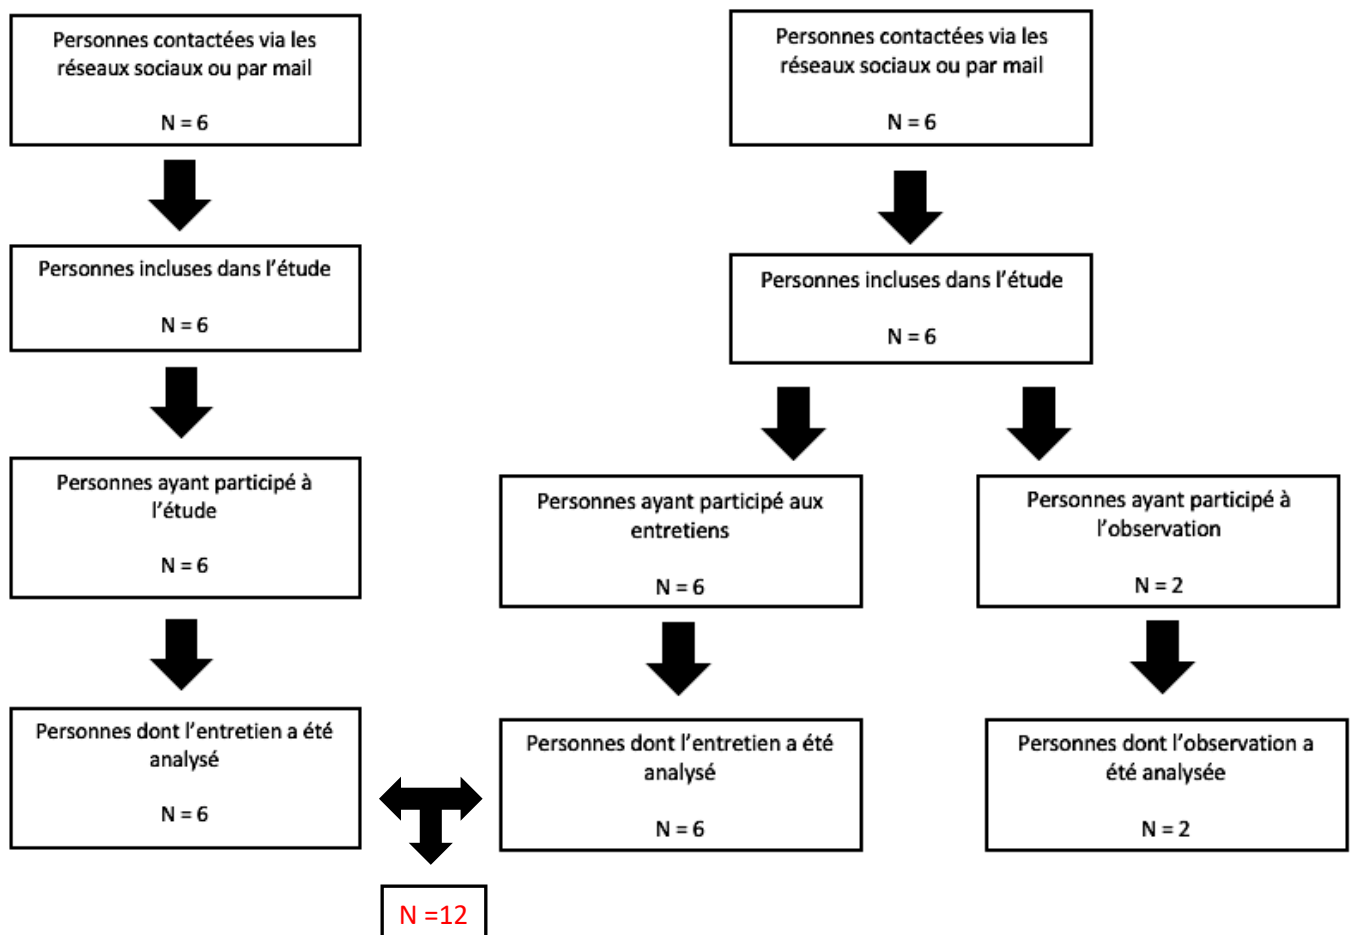 Personnes contactées via les
réseaux sociaux ou par mail
N = 6
Personnes incluses dans l'étude
N = 6
Personnes ayant participé à
l'étude
N = 6
Personnes dont l'entretien a été
analysé
N = 6
Personnes contactées via les
réseaux sociaux ou par mail
N = 6
Personnes incluses dans l'étude
N = 6
Personnes ayant participé aux
entretiens
N = 6
Personnes dont l'entretien a été
analysé
N = 6
Personnes ayant participé à
l'observation
N = 2
Personnes dont l'observation a
été analysée
N = 2
N =12